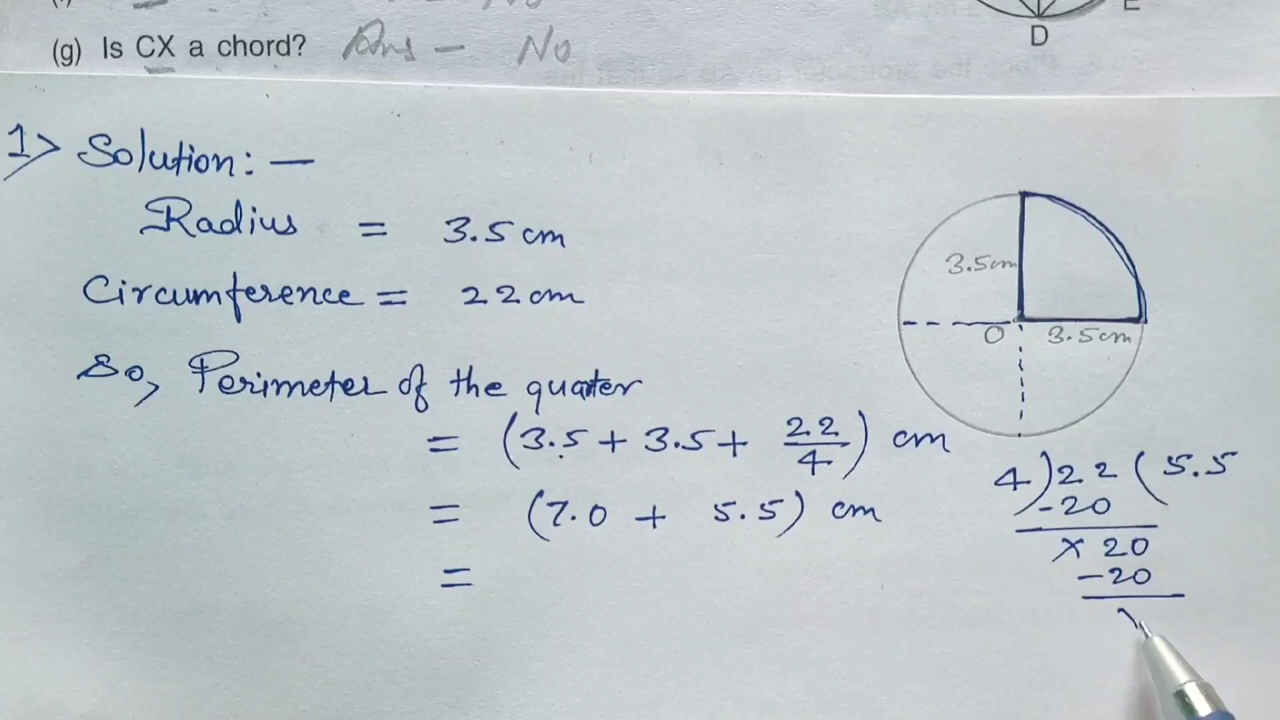 E
D
(g) Is CX a chord? Ans - No
1> Solution: -
Radius = 3.5 cm
Circumference = 22 cm
So, Perimeter of the quarter
= (3.5 + 3.5 + 22/4) cm
= (7.0 + 5.5) cm
=
3.5cm
O 3.5cm
4)22(5.5
-20
× 20
-20